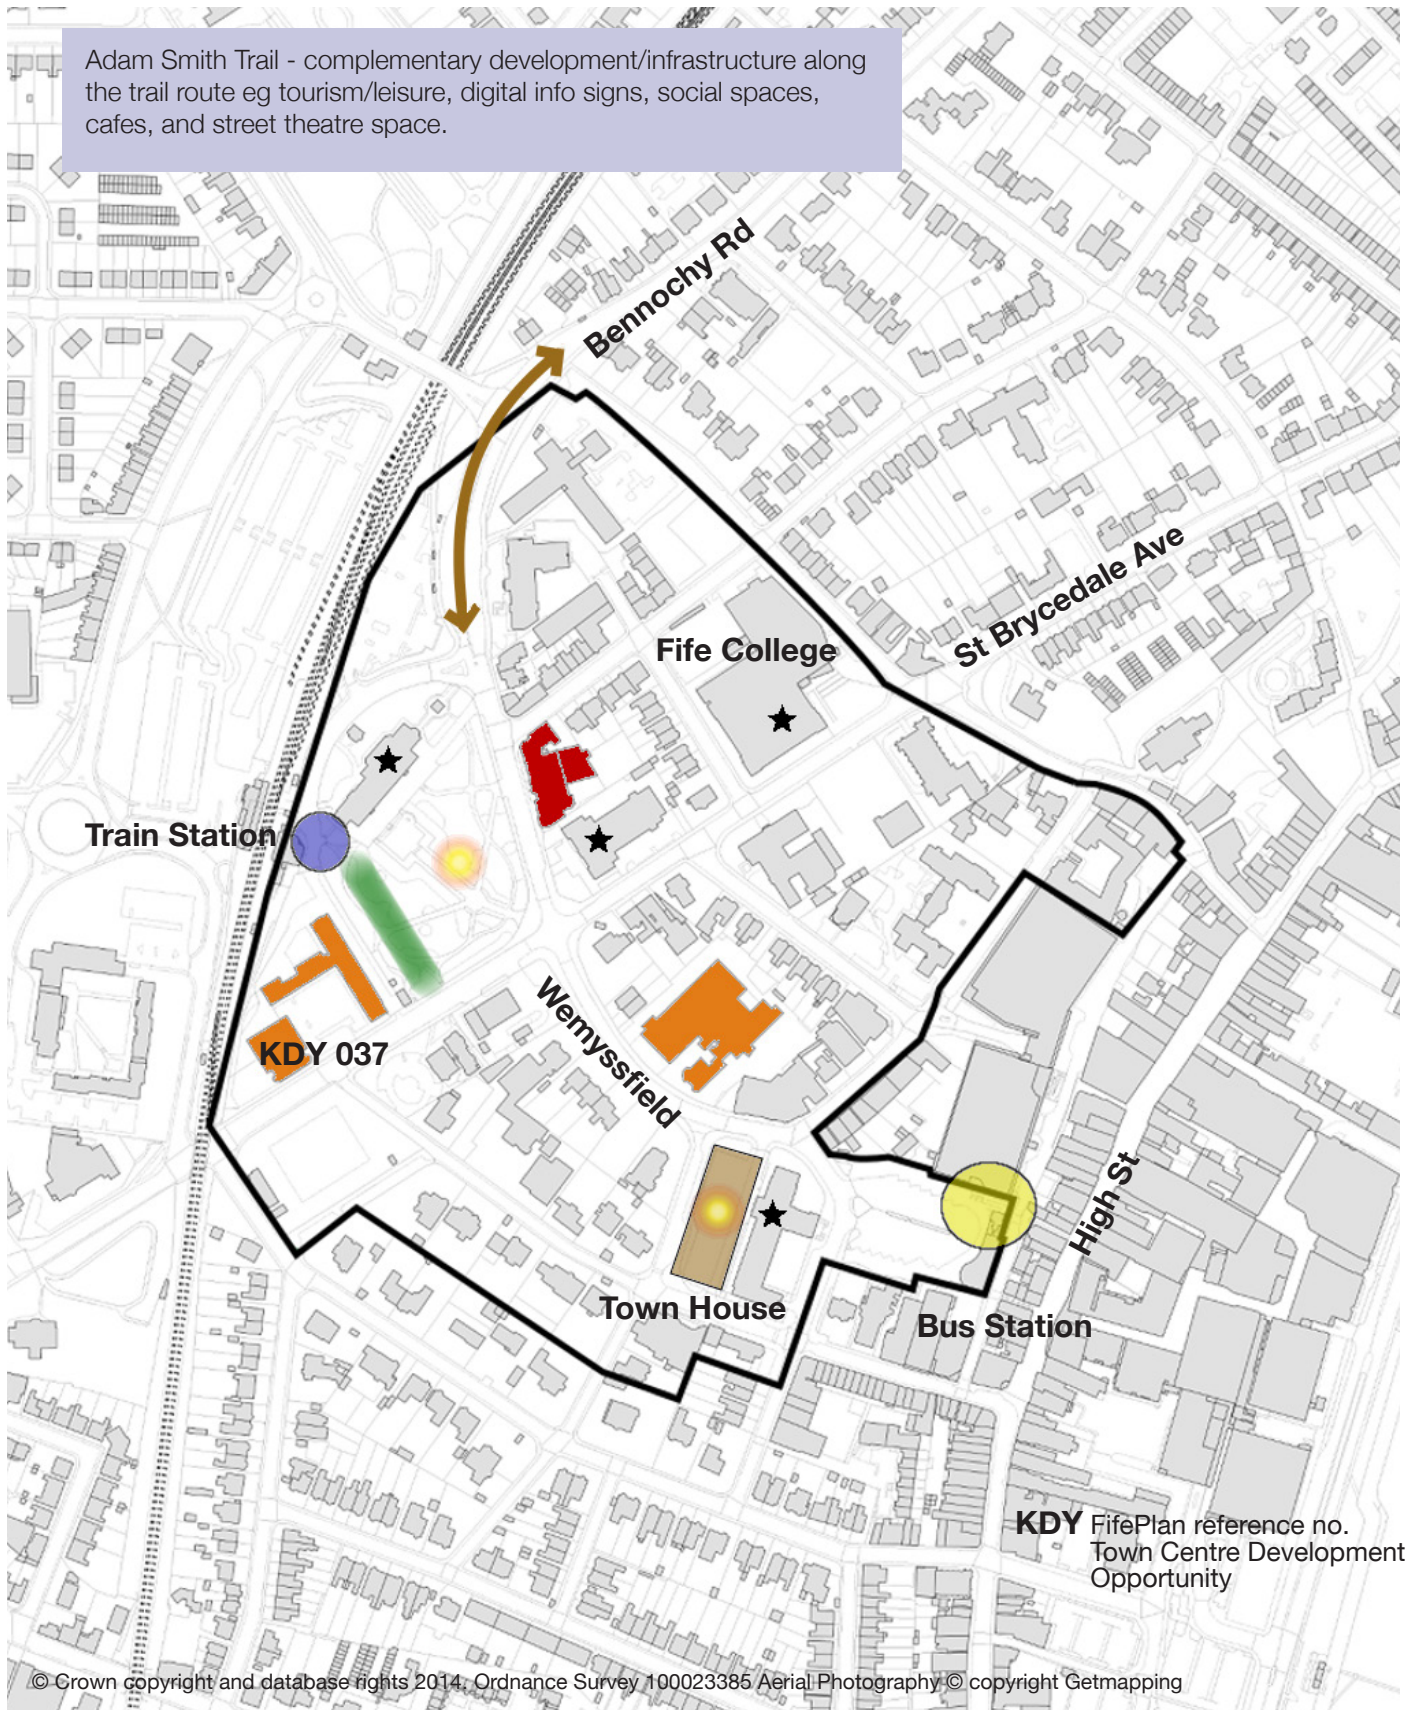 Adam Smith Trail - complementary development/infrastructure along
the trail route eg tourism/leisure, digital info signs, social spaces,
cafes, and street theatre space.
Bennochy Rd
St Brycedale Ave
Fife College
Train Station
Wemyssfield
KDY 037
High St
Town House
Bus Station
KDY FifePlan reference no.
Town Centre Development
Opportunity
© Crown copyright and database rights 2014. Ordnance Survey 100023385 Aerial Photography © copyright Getmapping